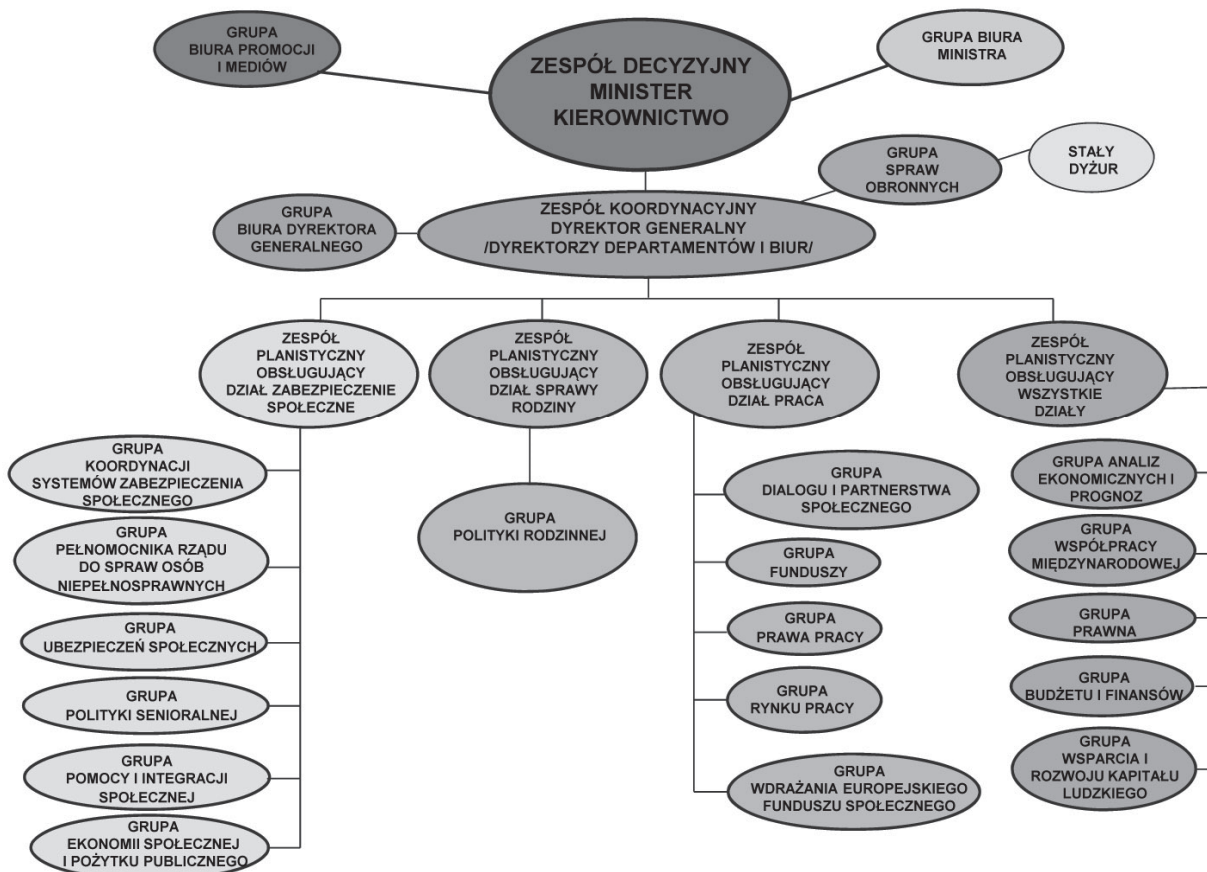 GRUPA
BIURA PROMOCJI
I MEDIÓW
ZESPÓŁ DECYZYJNY
MINISTER
KIEROWNICTWO
GRUPA BIURA
MINISTRA
GRUPA
SPRAW
OBRONNYCH
STAŁY
DYŻUR
GRUPA
BIURA DYREKTORA
GENERALNEGO
ZESPÓŁ KOORDYNACYJNY
DYREKTOR GENERALNY
/DYREKTORZY DEPARTAMENTÓW I BIUR/
ZESPÓŁ
PLANISTYCZNY
OBSŁUGUJĄCY
DZIAŁ ZABEZPIECZENIE
SPOŁECZNE
ZESPÓŁ
PLANISTYCZNY
OBSŁUGUJĄCY
DZIAŁ SPRAWY
RODZINY
ZESPÓŁ
PLANISTYCZNY
OBSŁUGUJĄCY
DZIAŁ PRACA
ZESPÓŁ
PLANISTYCZNY
OBSŁUGUJĄCY
WSZYSTKIE
DZIAŁY
GRUPA
KOORDYNACJI
SYSTEMÓW ZABEZPIECZENIA
SPOŁECZNEGO
GRUPA
PEŁNOMOCNIKA RZĄDU
DO SPRAW OSÓB
NIEPEŁNOSPRAWNYCH
GRUPA
UBEZPIECZEŃ SPOŁECZNYCH
GRUPA
POLITYKI SENIORALNEJ
GRUPA
POMOCY I INTEGRACJI
SPOŁECZNEJ
GRUPA
EKONOMII SPOŁECZNEJ
I POŻYTKU PUBLICZNEGO
GRUPA
POLITYKI RODZINNEJ
GRUPA
DIALOGU I PARTNERSTWA
SPOŁECZNEGO
GRUPA
FUNDUSZY
GRUPA
PRAWA PRACY
GRUPA
RYNKU PRACY
GRUPA
WDRAŻANIA EUROPEJSKIEGO
FUNDUSZU SPOŁECZNEGO
GRUPA ANALIZ
EKONOMICZNYCH I
PROGNOZ
GRUPA
WSPÓŁPRACY
MIĘDZYNARODOWEJ
GRUPA
PRAWNA
GRUPA
BUDŻETU I FINANSÓW
GRUPA
WSPARCIA I
ROZWOJU KAPITAŁU
LUDZKIEGO